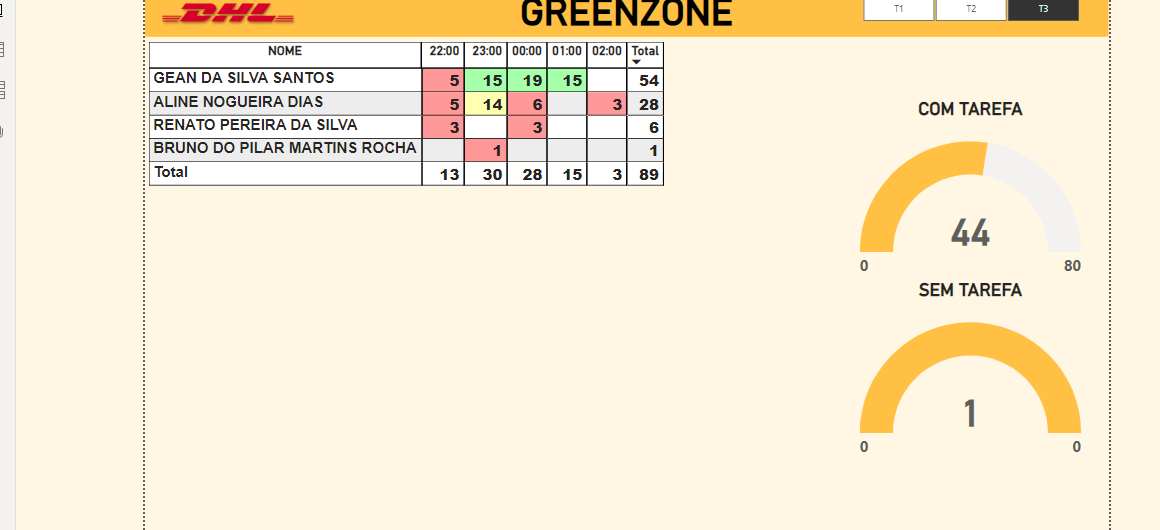 DHL GREENZONE T1 T2 T3
NOME 22:00 23:00 00:00 01:00 02:00 Total
GEAN DA SILVA SANTOS 5 15 19 15 54
ALINE NOGUEIRA DIAS 5 14 6 3 28
RENATO PEREIRA DA SILVA 3 3 6
BRUNO DO PILAR MARTINS ROCHA 1 1
Total 13 30 28 15 3 89
COM TAREFA
44
0 80
SEM TAREFA
1
0 0